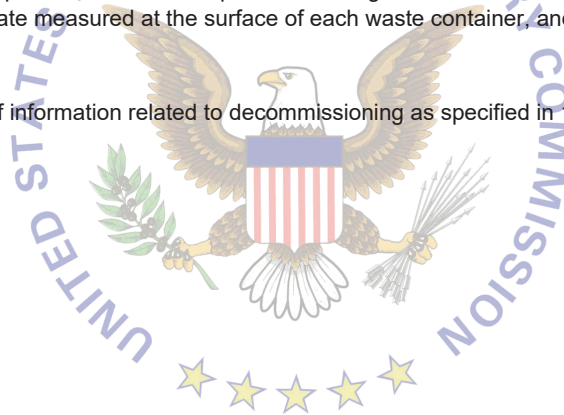 ate measured at the surface of each waste container, and
f information related to decommissioning as specified in
UNITED STATES
RY COMMISSION